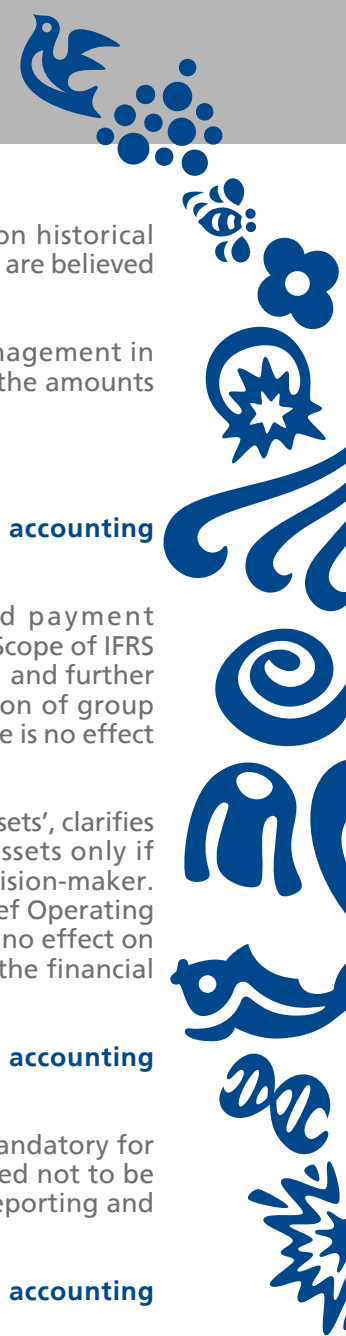 on historical
are believed
nagement in
the amounts
accounting
d payment
Scope of IFRS
and further
on of group
e is no effect
sets’, clarifies
ssets only if
ision-maker.
ef Operating
no effect on
the financial
accounting
andatory for
ed not to be
eporting and
accounting